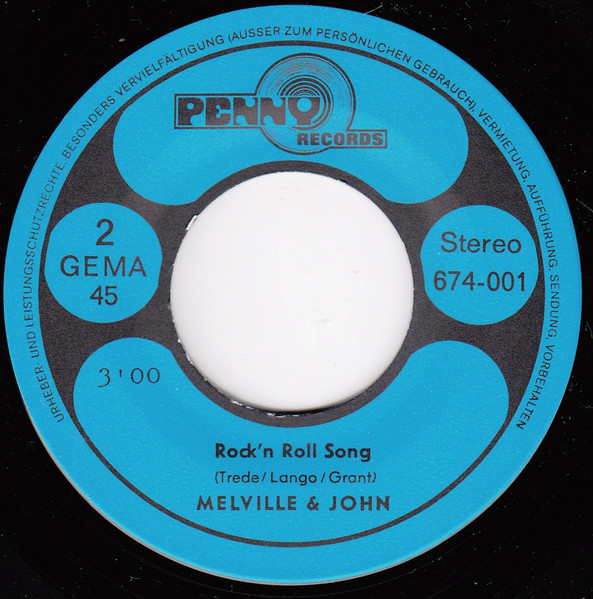 URHEBER- UND LEISTUNGSSCHUTZRECHTE, BESONDERS VERVIELFÄLTIGUNG (AUSSER ZUM PERSÖNLICHEN GEBRAUCH), VERMIETUNG, AUFFÜHRUNG, SENDUNG, VORBEHALTEN
PENNY
RECORDS
2
GEMA
45
Stereo
674-001
3'00
Rock'n Roll Song
(Trede/Lango/Grant)
MELVILLE & JOHN